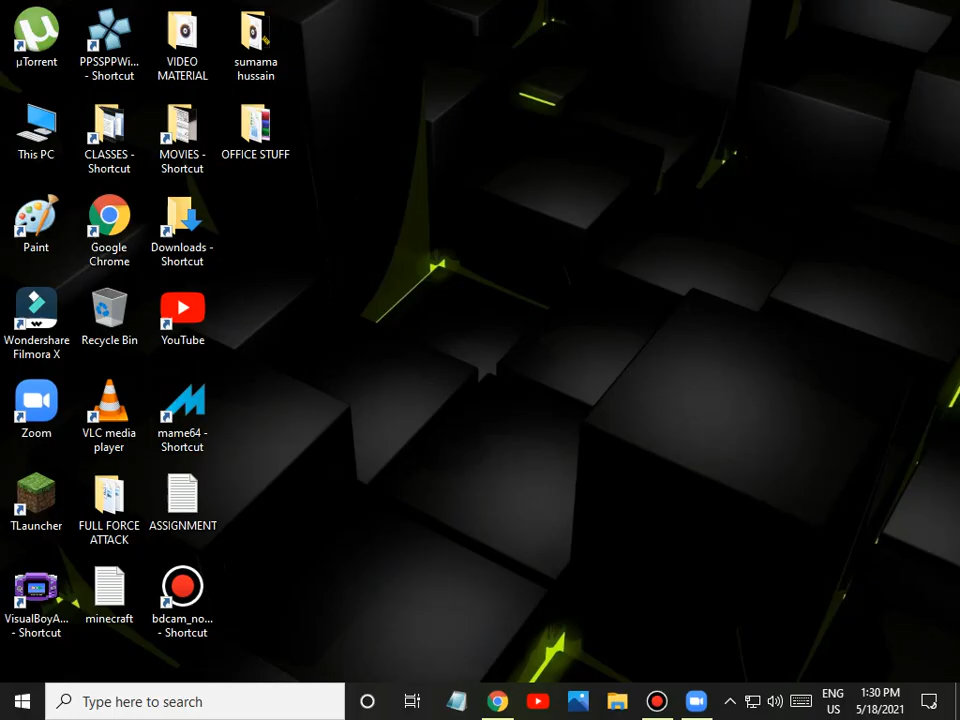 µTorrent
PPSSPPWi...
- Shortcut
VIDEO
MATERIAL
sumama
hussain
This PC
CLASSES -
Shortcut
MOVIES -
Shortcut
OFFICE STUFF
Paint
Google
Chrome
Downloads -
Shortcut
Wondershare
Filmora X
Recycle Bin
YouTube
Zoom
VLC media
player
mame64 -
Shortcut
TLauncher
FULL FORCE
ATTACK
ASSIGNMENT
VisualBoyA...
- Shortcut
minecraft
bdcam_no...
- Shortcut
Type here to search
ENG
US
1:30 PM
5/18/2021